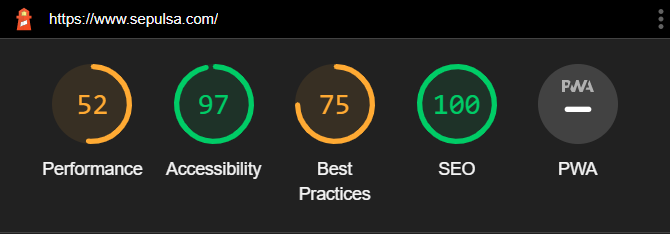 https://www.sepulsa.com/
52 97 75 100 PWA
Performance Accessibility Best Practices SEO PWA